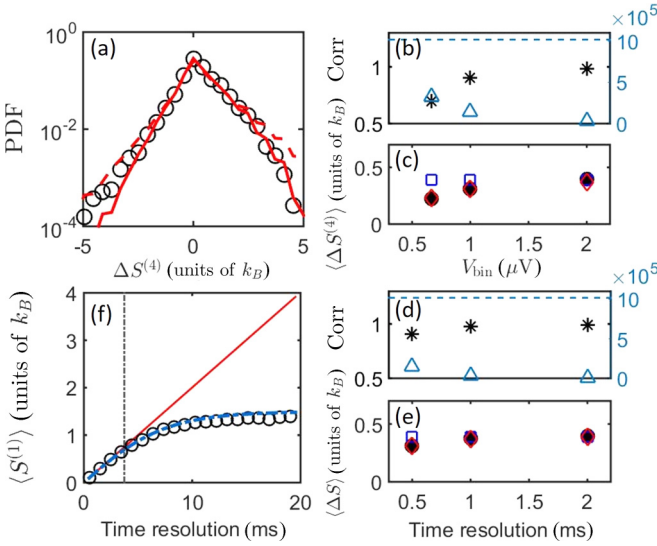 (a)
PDF
10^0
10^-2
10^-4
-5 0 5
ΔS^(4) (units of k_B)
(b)
Corr
1
0.5
× 10^5
10
5
0
(c)
⟨ΔS^(4)⟩ (units of k_B)
0.5
0
0.5 1 1.5 2
V_bin (μV)
(f)
⟨S^(1)⟩ (units of k_B)
4
3
2
1
0
0 10 20
Time resolution (ms)
(d)
Corr
1
0.5
× 10^5
10
5
0
(e)
⟨ΔS⟩ (units of k_B)
0.5
0
0.5 1 1.5 2
Time resolution (ms)